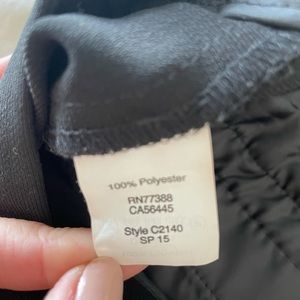 100% Polyester
RN77388
CA56445
Style C2140
SP 15